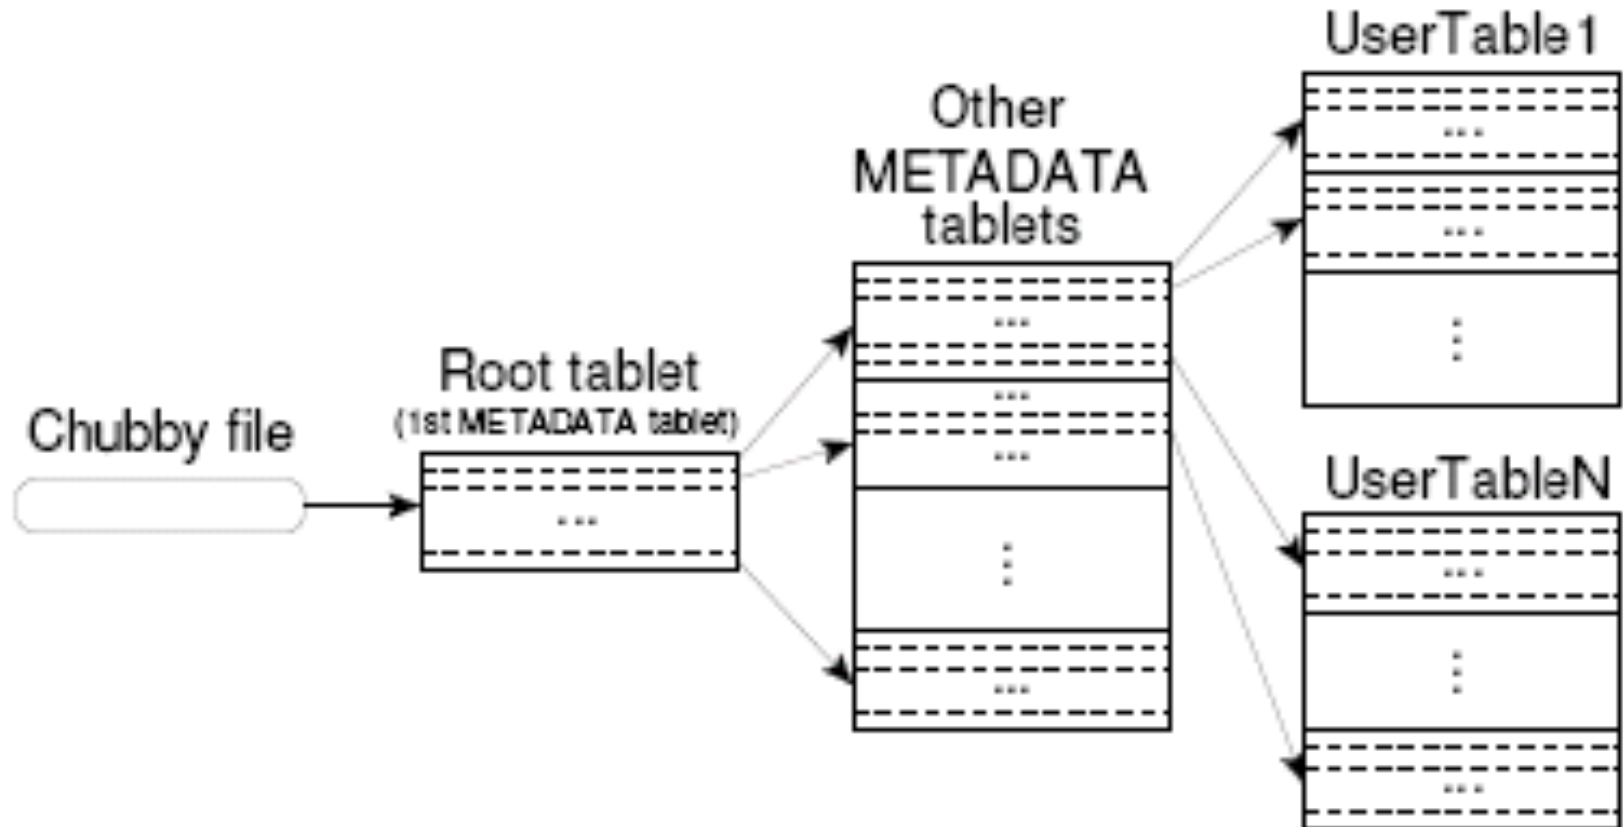 UserTable1
Other
METADATA
tablets
Root tablet
(1st METADATA tablet)
Chubby file
UserTableN